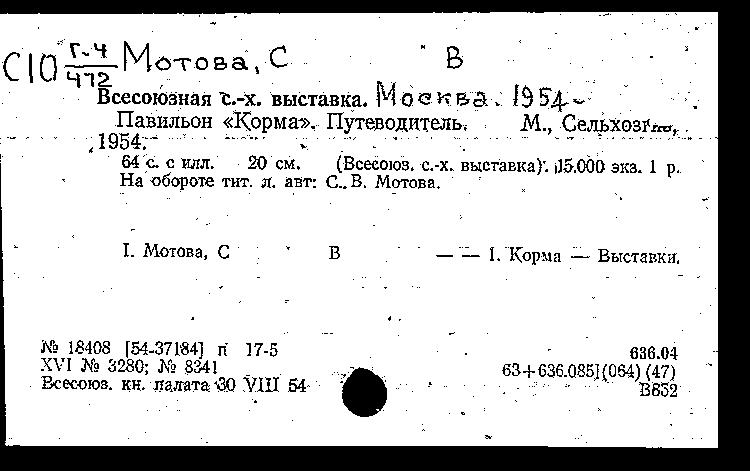 С10 Г-4/472 Мотова, С В
Всесоюзная с.-х. выставка. Москва. 1954-
Павильон «Корма». Путеводитель. М., Сельхозгиз,
1954.
64 с. с илл. 20 см. (Всесоюз. с.-х. выставка). 15.000 экз. 1 р.
На обороте тит. л. авт: С. В. Мотова.
I. Мотова, С В — — 1. Корма — Выставки.
№ 18408 [54-37184] п 17-5 636.04
XVI № 3280; № 8341 63+636.085](064) (47)
Всесоюз. кн. палата 30 VIII 54 В652